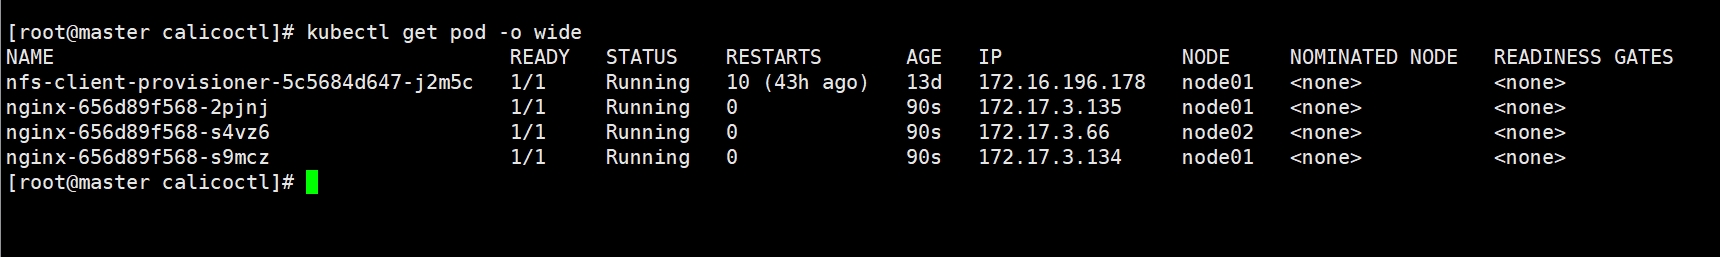 [root@master calicoctl]# kubectl get pod -o wide
NAME                                      READY   STATUS    RESTARTS       AGE   IP               NODE     NOMINATED NODE   READINESS GATES
nfs-client-provisioner-5c5684d647-j2m5c   1/1     Running   10 (43h ago)   13d   172.16.196.178   node01   <none>           <none>
nginx-656d89f568-2pjnj                    1/1     Running   0              90s   172.17.3.135     node01   <none>           <none>
nginx-656d89f568-s4vz6                    1/1     Running   0              90s   172.17.3.66      node02   <none>           <none>
nginx-656d89f568-s9mcz                    1/1     Running   0              90s   172.17.3.134     node01   <none>           <none>
[root@master calicoctl]#